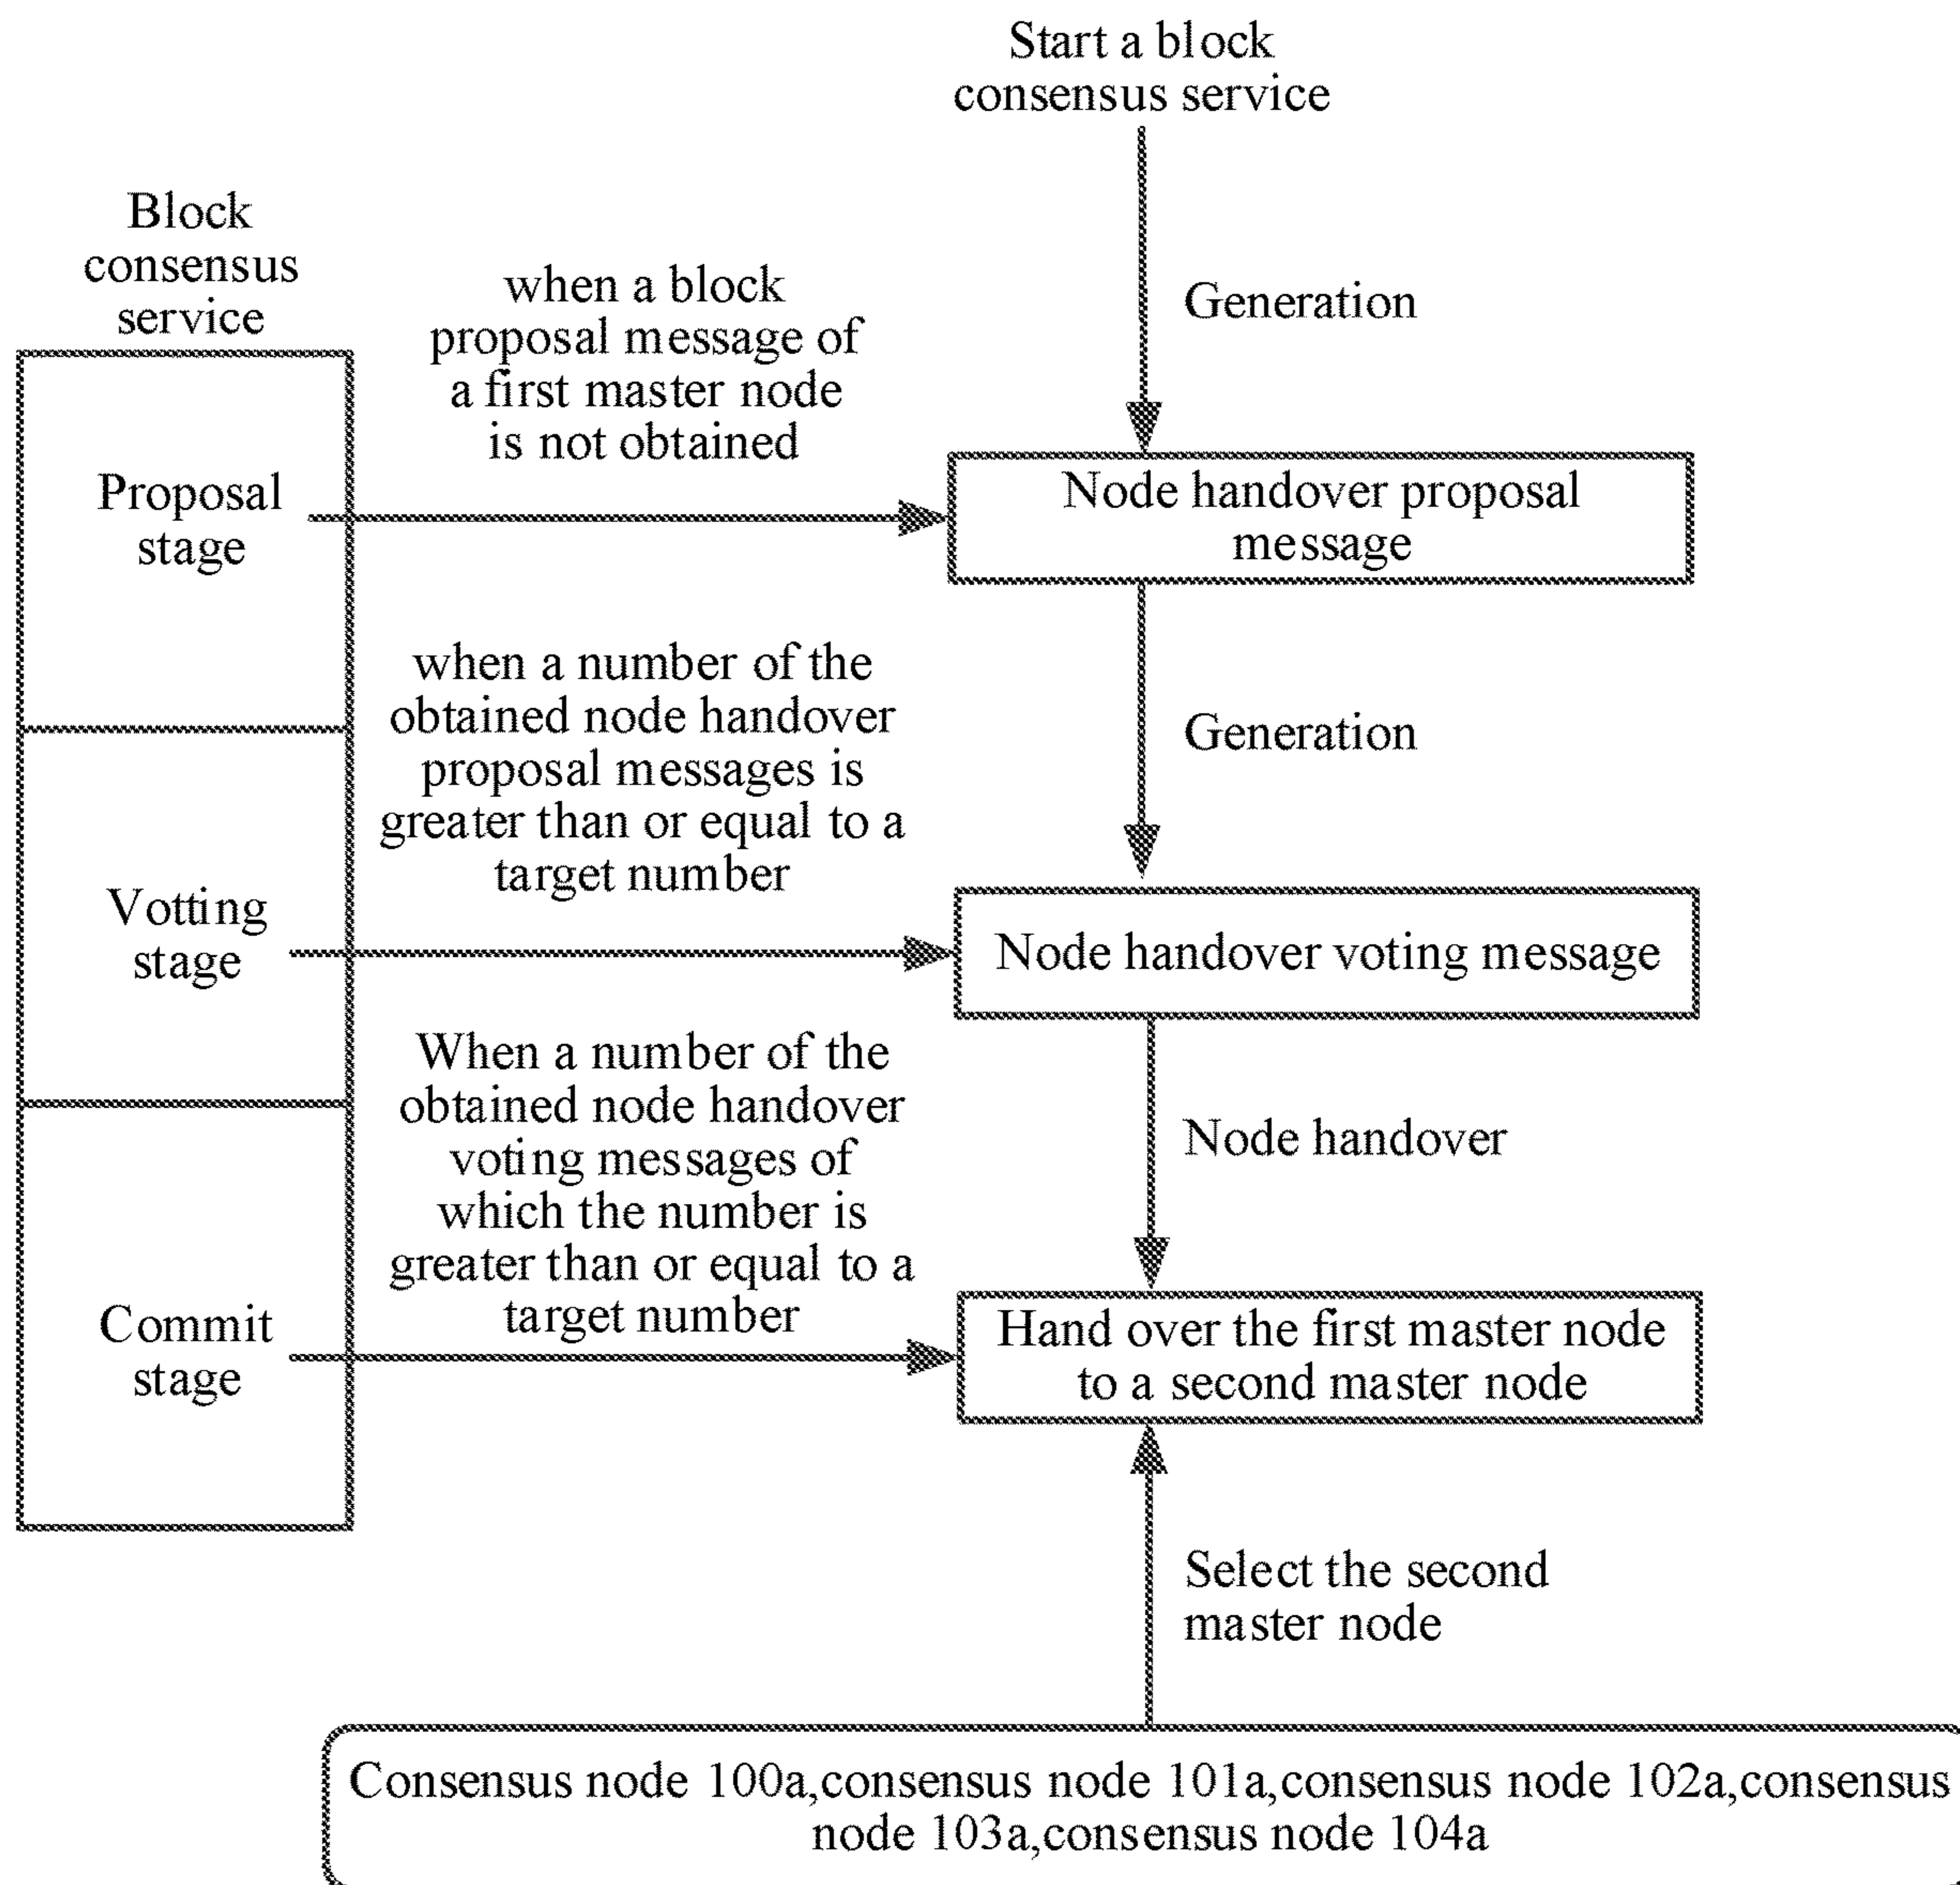 Start a block
consensus service
Block
consensus
service
when a block
proposal message of
a first master node
is not obtained
Generation
Proposal
stage
Node handover proposal
message
when a number of the
obtained node handover
proposal messages is
greater than or equal to a
target number
Generation
Votting
stage
Node handover voting message
When a number of the
obtained node handover
voting messages of
which the number is
greater than or equal to a
target number
Node handover
Commit
stage
Hand over the first master node
to a second master node
Select the second
master node
Consensus node 100a,consensus node 101a,consensus node 102a,consensus
node 103a,consensus node 104a